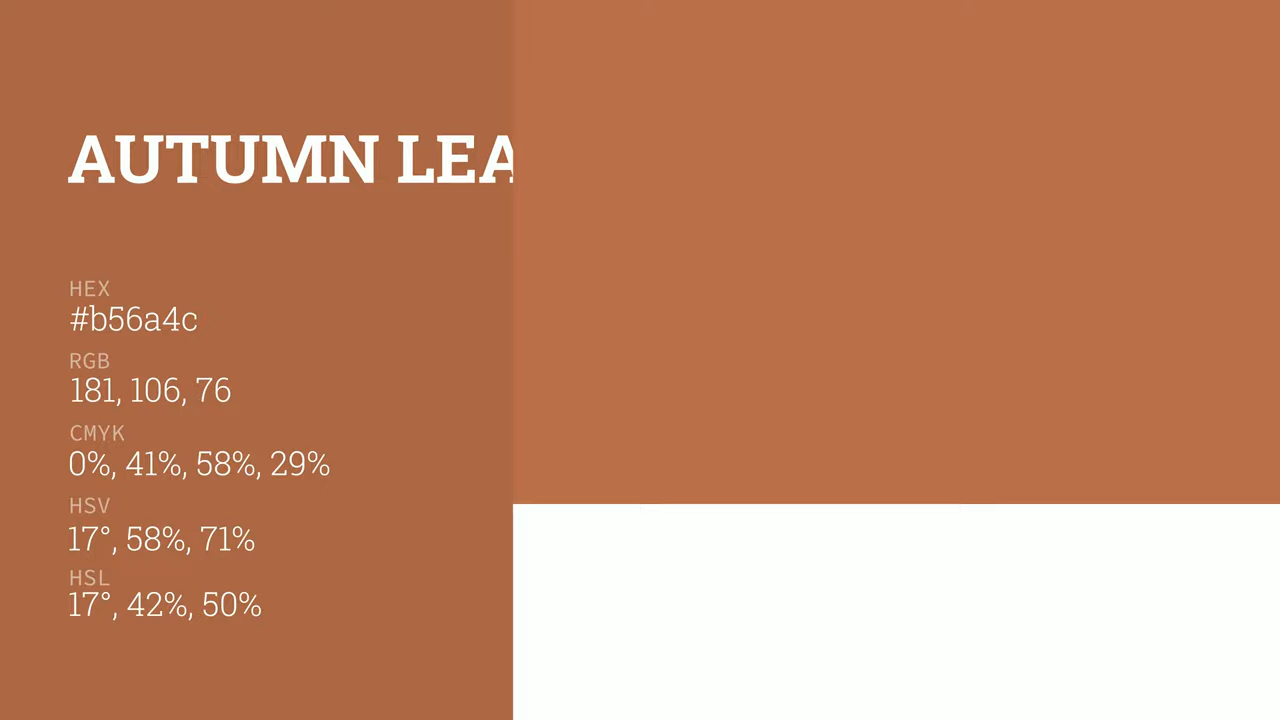 AUTUMN LEA
HEX
#b56a4c
RGB
181, 106, 76
CMYK
0%, 41%, 58%, 29%
HSV
17°, 58%, 71%
HSL
17°, 42%, 50%